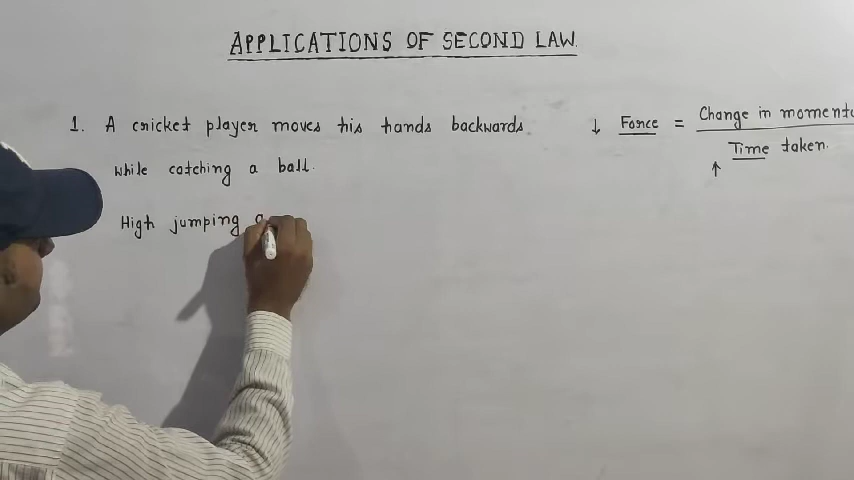 APPLICATIONS OF SECOND LAW.
1. A cricket player moves his hands backwards
while catching a ball.
High jumping a
↓ Force = Change in momentu
Time taken.
↑